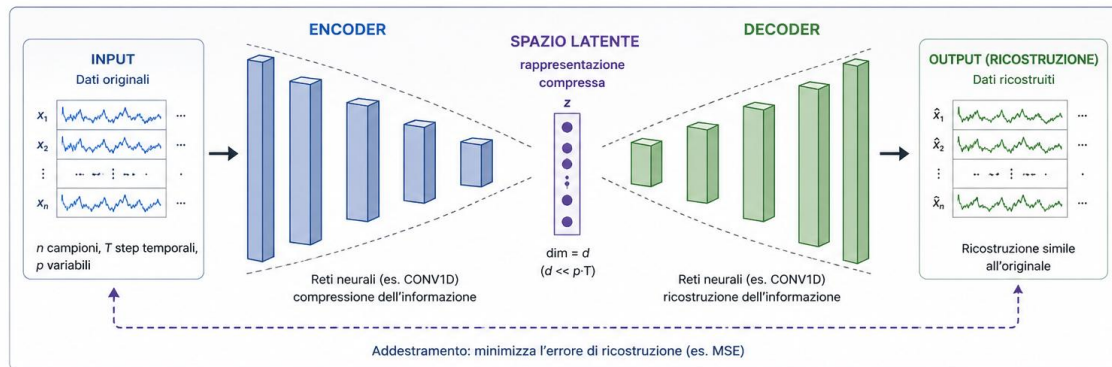 INPUT
Dati originali
x1
...
x2
...
⋮
⋮
xn
...
n campioni, T step temporali,
p variabili
ENCODER
Reti neurali (es. CONV1D)
compressione dell'informazione
SPAZIO LATENTE
rappresentazione
compressa
z
dim = d
(d << p·T)
DECODER
Reti neurali (es. CONV1D)
ricostruzione dell'informazione
OUTPUT (RICOSTRUZIONE)
Dati ricostruiti
x̂1
...
x̂2
...
⋮
⋮
x̂n
...
Ricostruzione simile
all'originale
Addestramento: minimizza l'errore di ricostruzione (es. MSE)